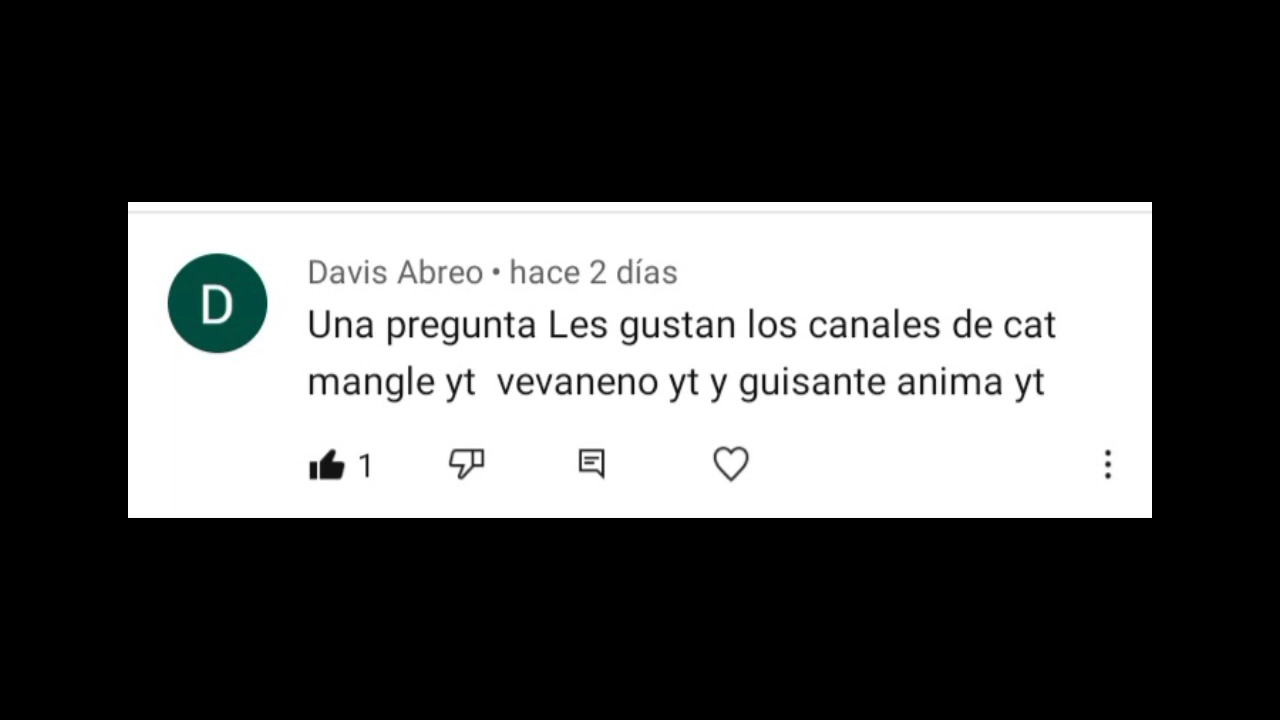 D
Davis Abreo • hace 2 días
Una pregunta Les gustan los canales de cat
mangle yt  vevaneno yt y guisante anima yt
1